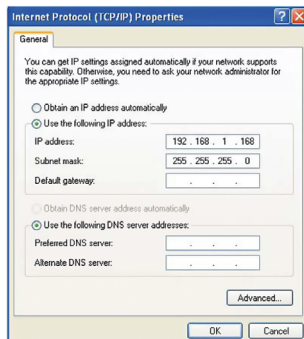 Internet Protocol (TCP/IP) Properties
General
You can get IP settings assigned automatically if your network supports
this capability. Otherwise, you need to ask your network administrator for
the appropriate IP settings.
Obtain an IP address automatically
Use the following IP address:
IP address: 192 . 168 . 1 . 168
Subnet mask: 255 . 255 . 255 . 0
Default gateway: . . .
Obtain DNS server address automatically
Use the following DNS server addresses:
Preferred DNS server: . . .
Alternate DNS server: . . .
Advanced...
OK Cancel